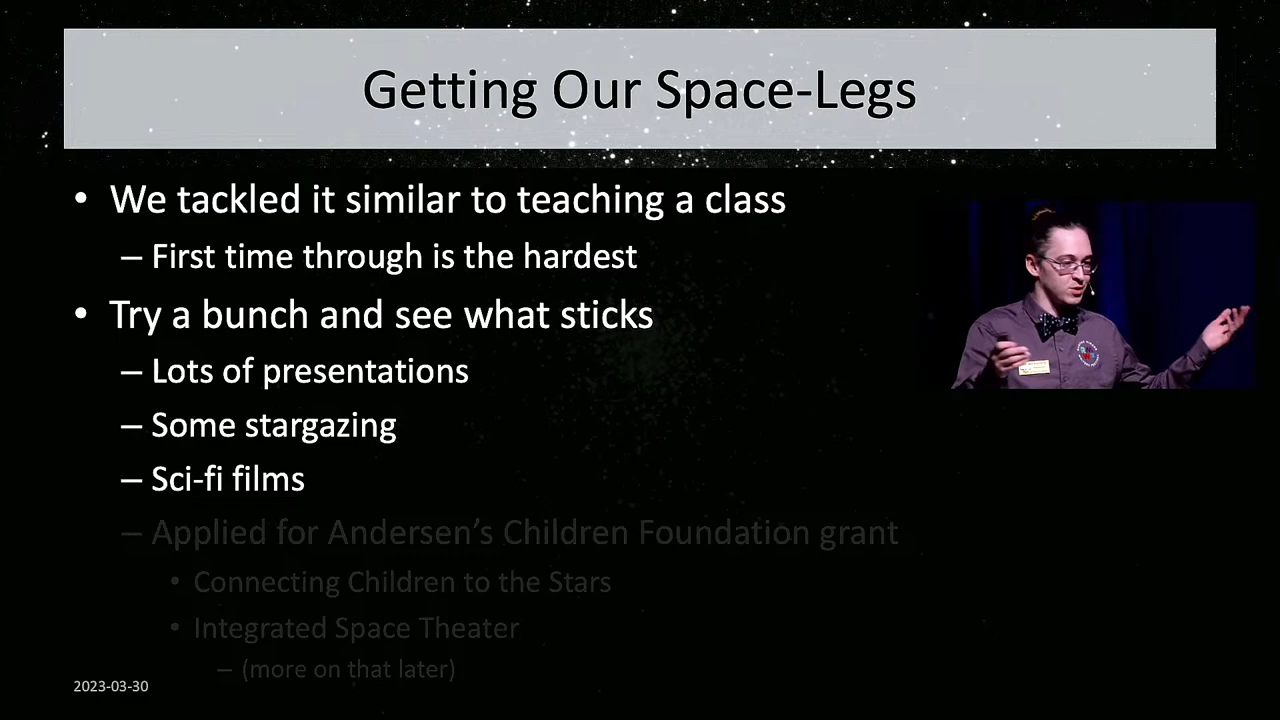 Getting Our Space-Legs
• We tackled it similar to teaching a class
– First time through is the hardest
• Try a bunch and see what sticks
– Lots of presentations
– Some stargazing
– Sci-fi films
– Applied for Andersen’s Children Foundation grant
• Connecting Children to the Stars
• Integrated Space Theater
– (more on that later)
2023-03-30